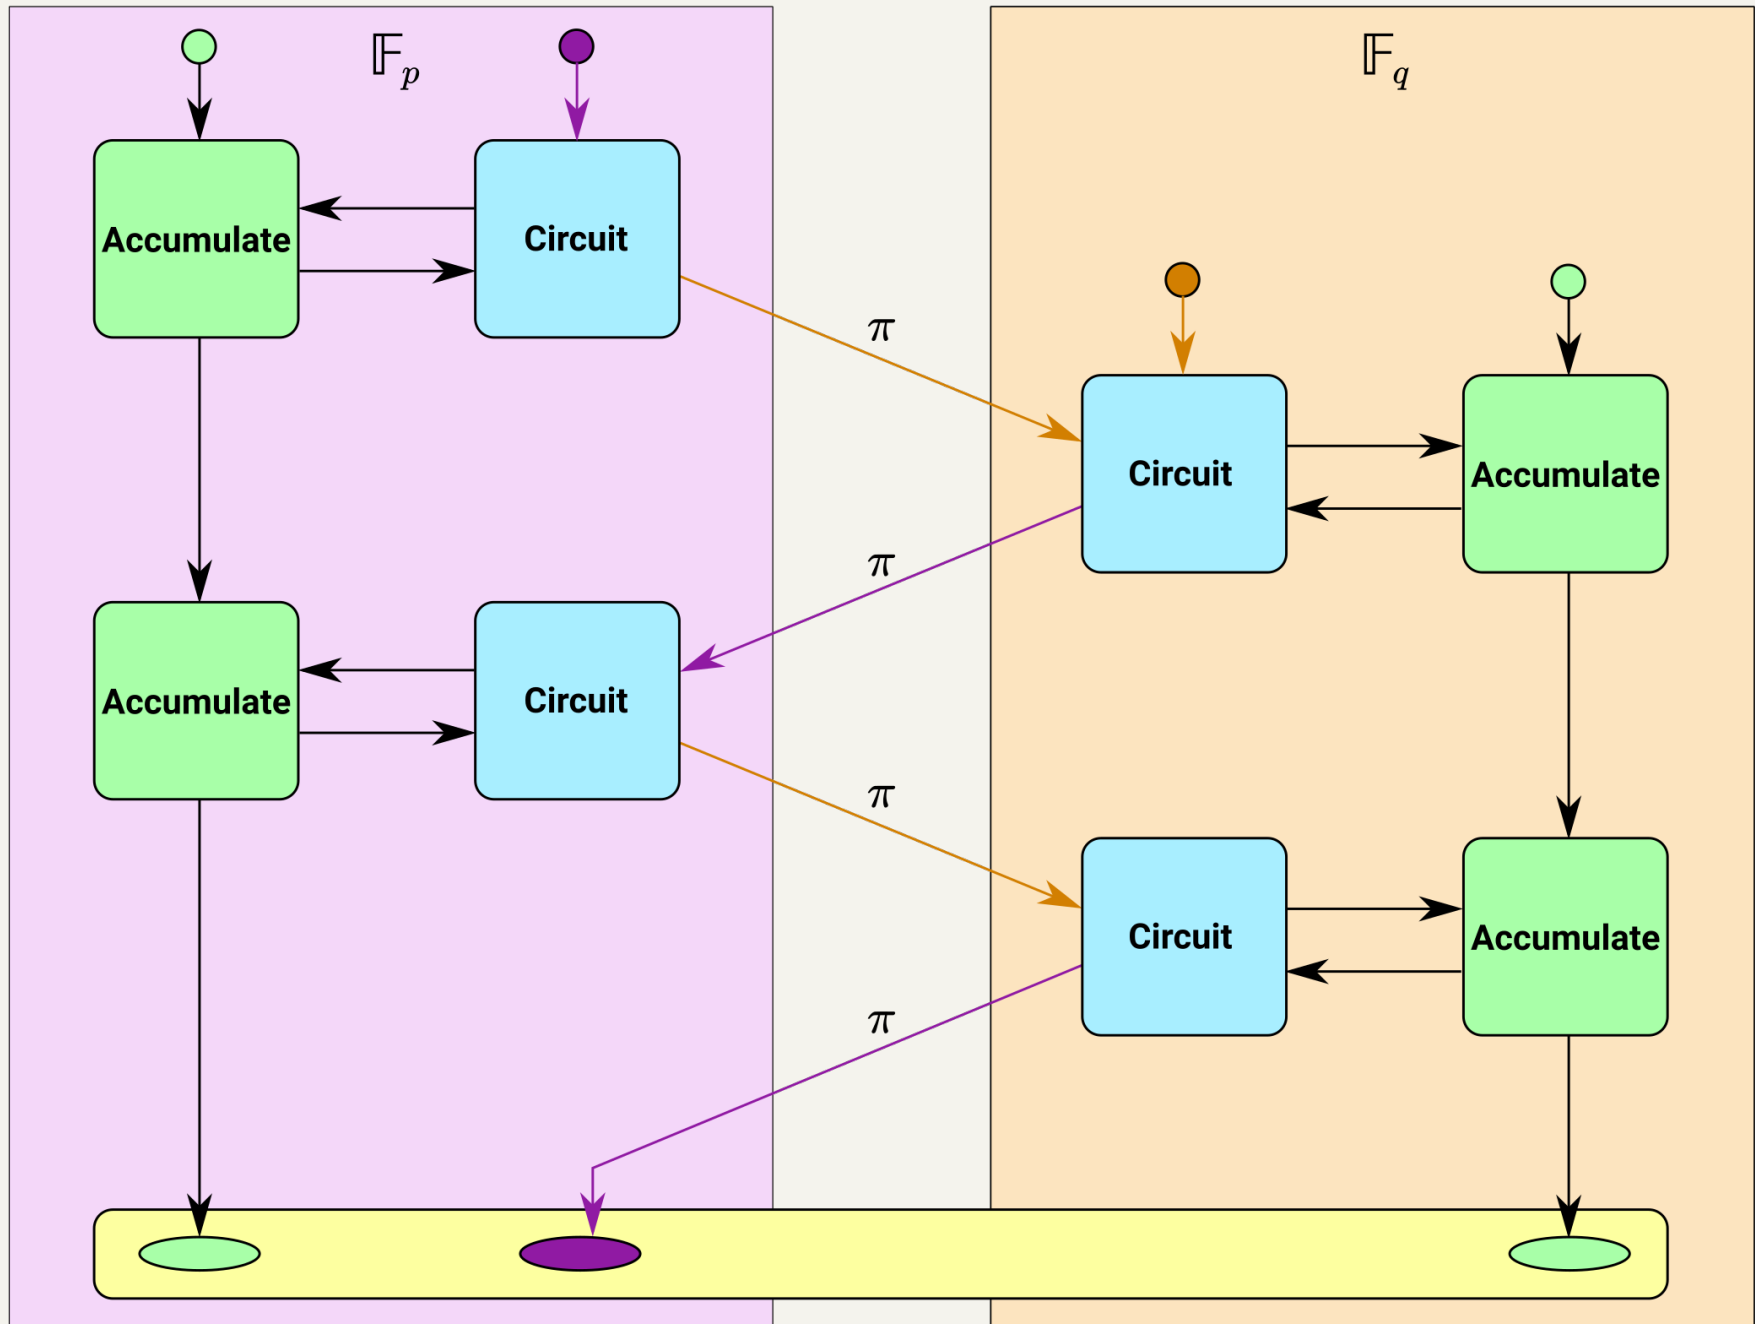 𝔽p
𝔽q
Accumulate
Circuit
π
Circuit
Accumulate
π
Accumulate
Circuit
π
Circuit
Accumulate
π